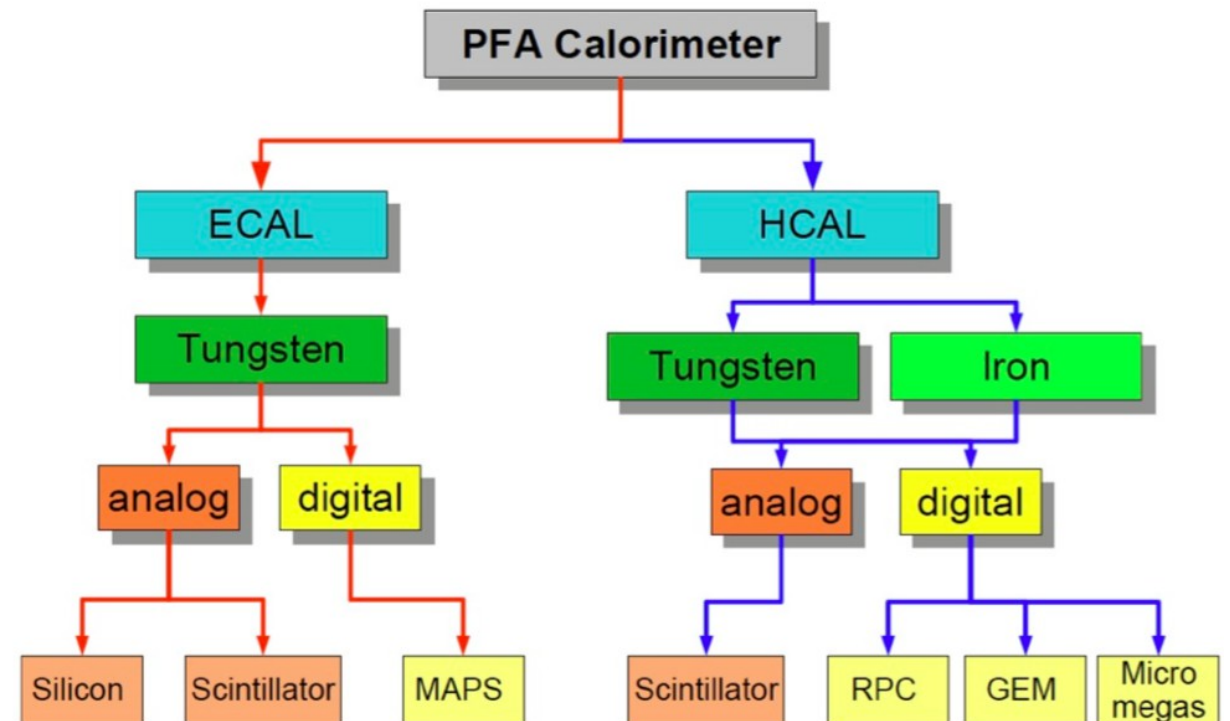 PFA Calorimeter
ECAL
HCAL
Tungsten
Tungsten
Iron
analog
digital
analog
digital
Silicon
Scintillator
MAPS
Scintillator
RPC
GEM
Micro
megas